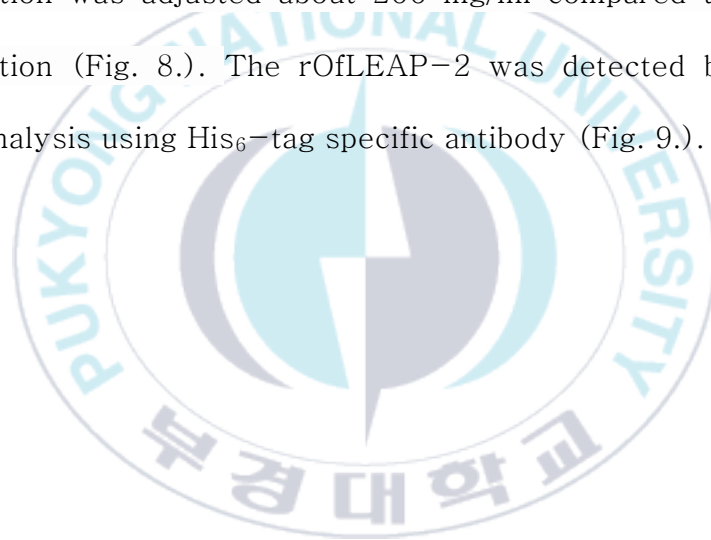 tion was adjusted about 200 mg/ml compared t
tion (Fig. 8.). The rOfLEAP-2 was detected b
nalysis using His₆-tag specific antibody (Fig. 9.).
PUKYONG NATIONAL UNIVERSITY
부경대학교